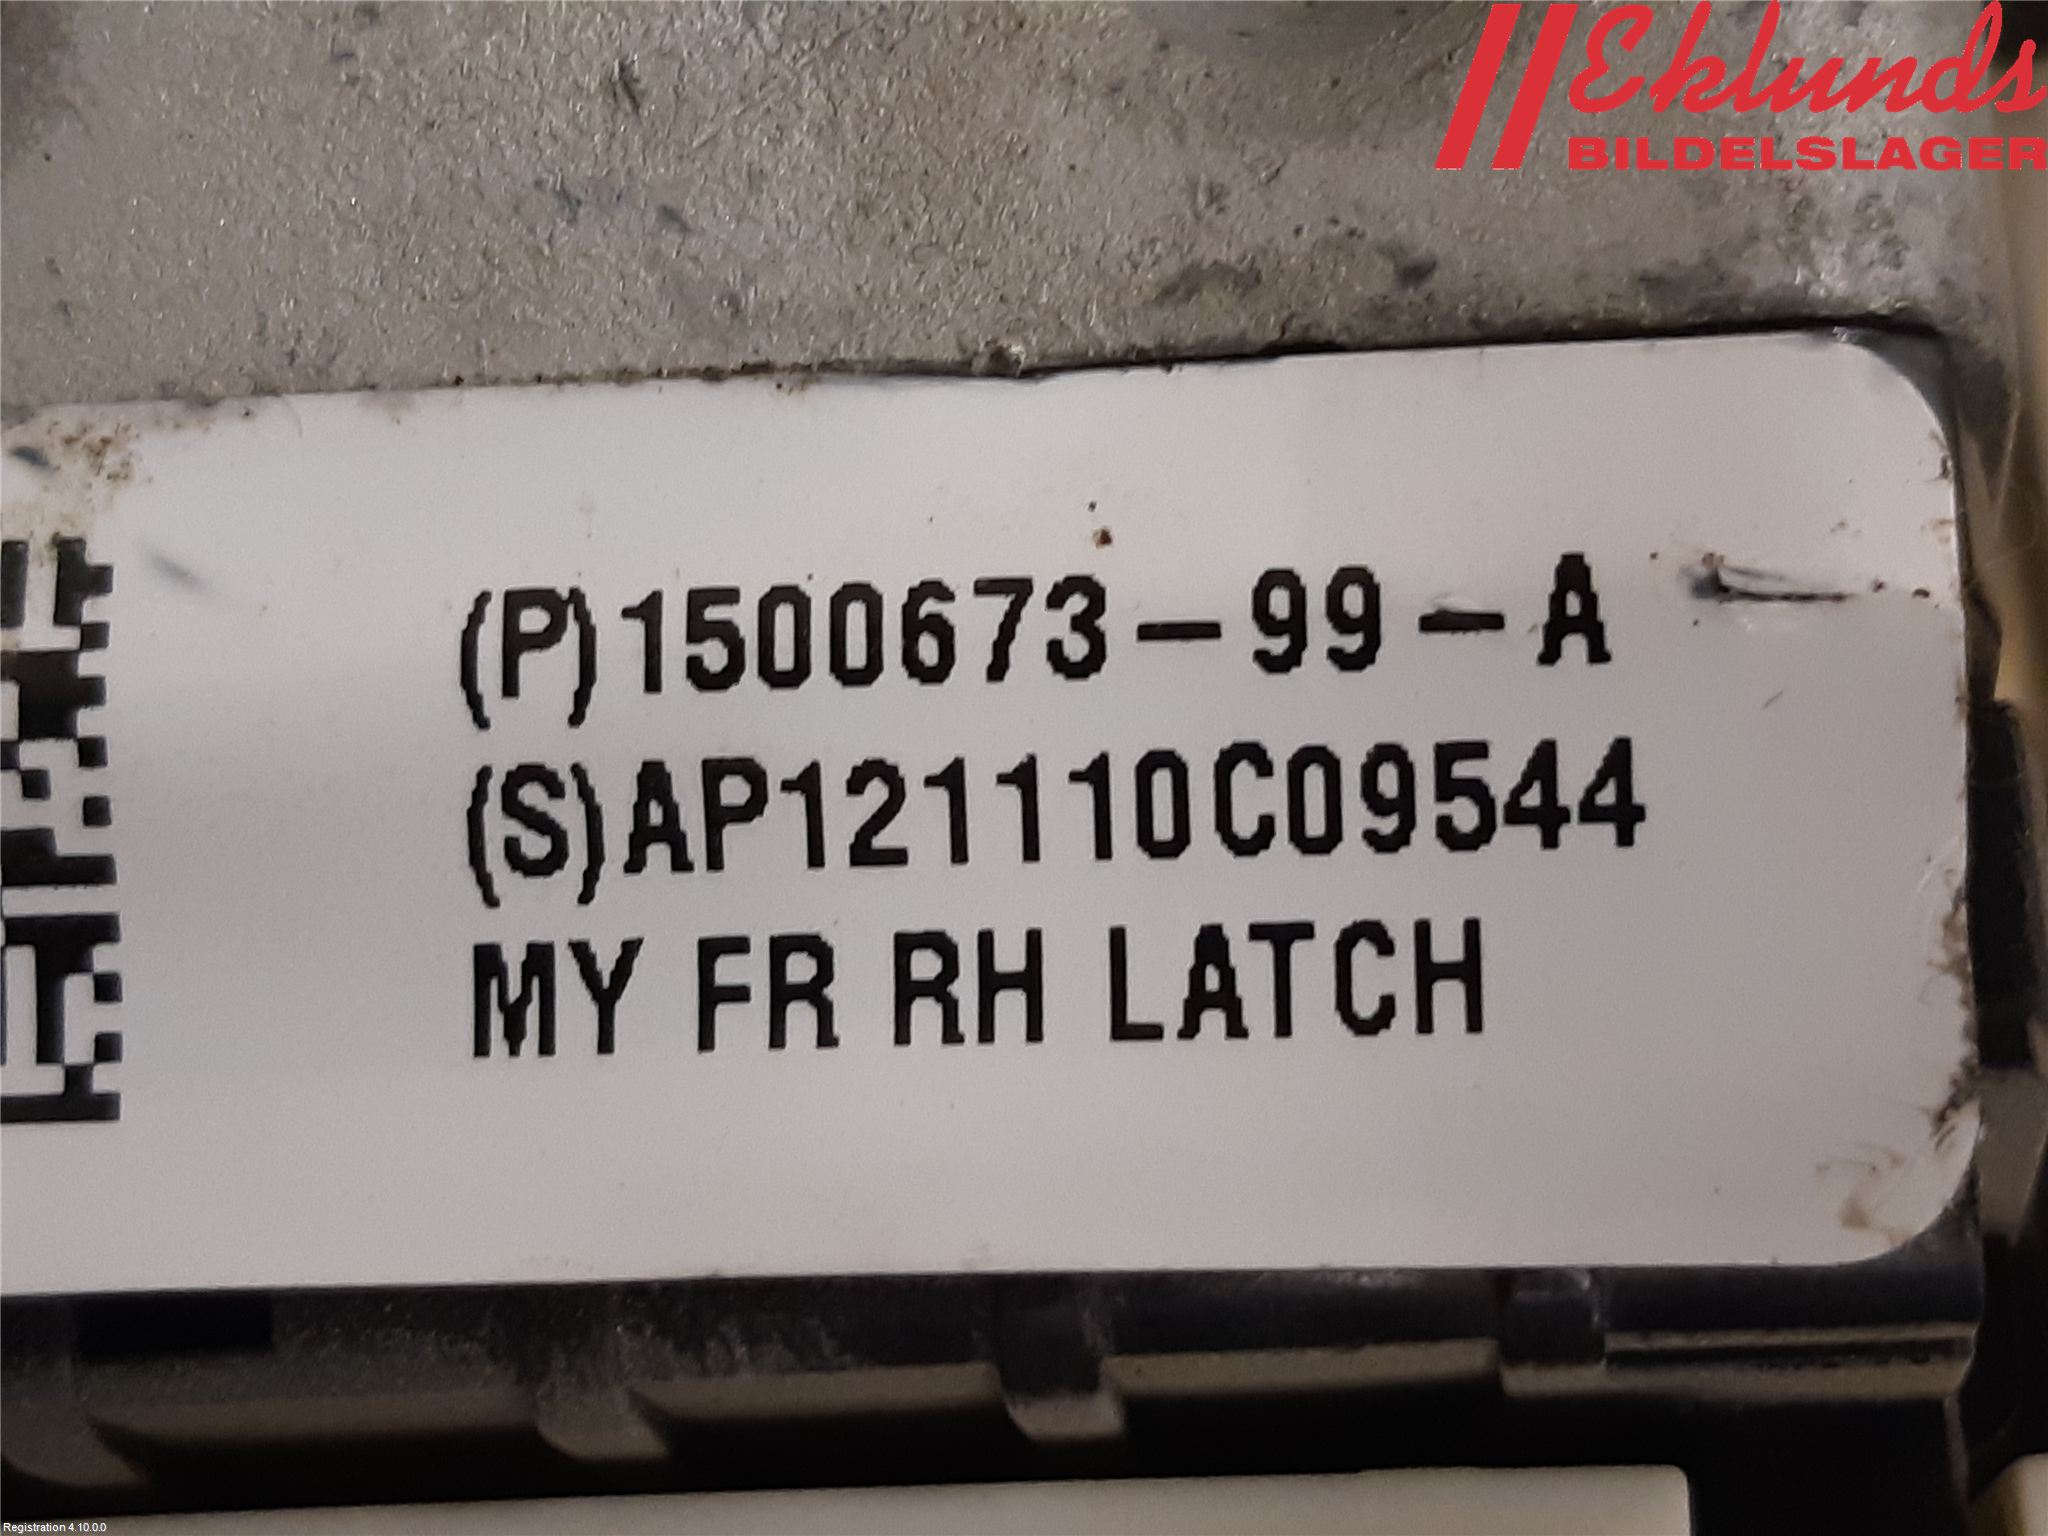 Eklunds
BILDELSLAGER
(P)1500673-99-A
(S)AP121110C09544
MY FR RH LATCH
Registration 4.10.0.0